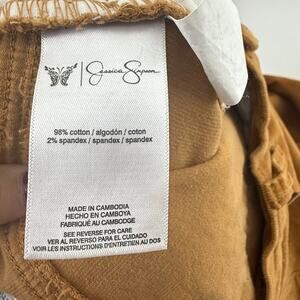 Jessica Simpson
98% cotton / algodón / coton
2% spandex / spandex / spandex
MADE IN CAMBODIA
HECHO EN CAMBOYA
FABRIQUÉ AU CAMBODGE
SEE REVERSE FOR CARE
VER AL REVERSO PARA EL CUIDADO
VOIR LES INSTRUCTIONS D'ENTRETIEN AU DOS